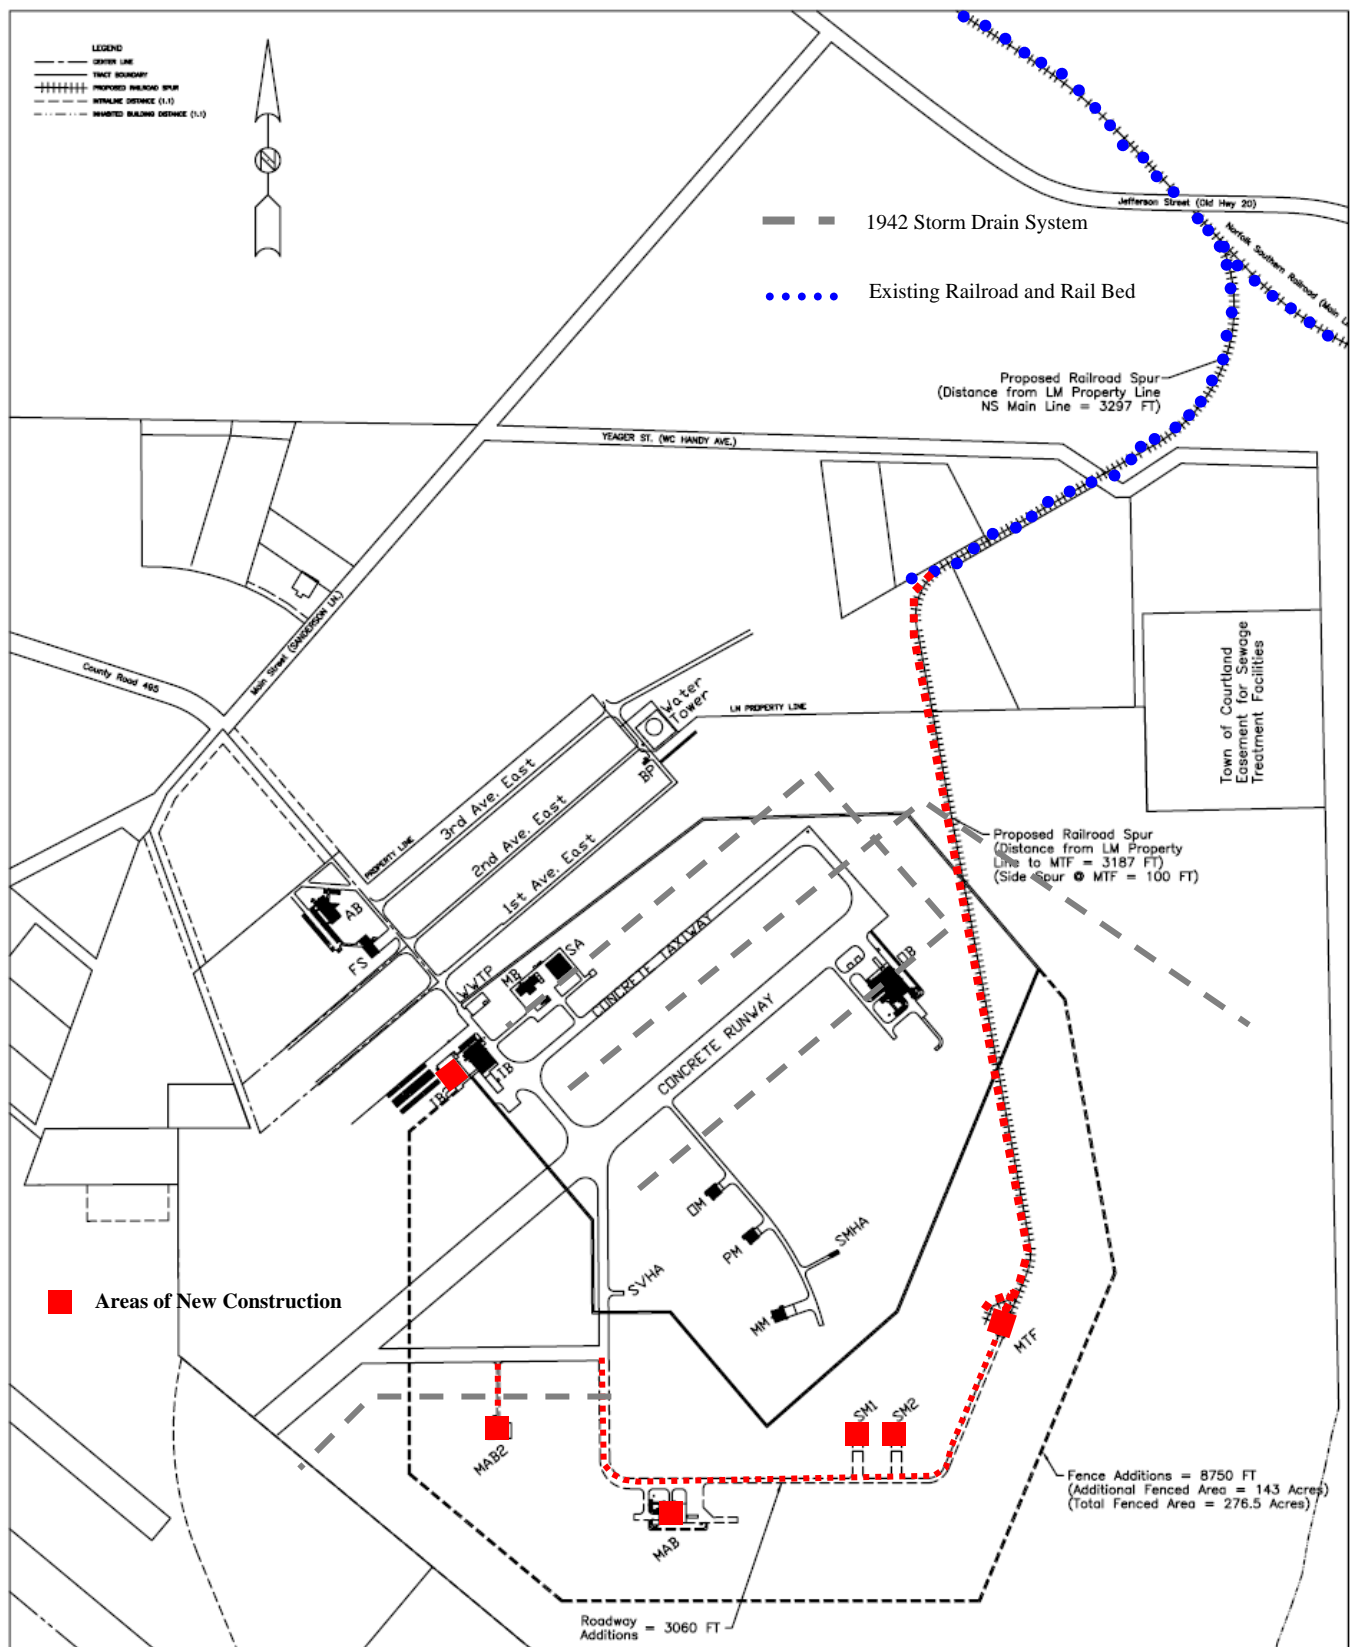 LEGEND
CENTER LINE
TRACT BOUNDARY
PROPOSED RAILROAD SPUR
INTRALINE DISTANCE (1.1)
INHABITED BUILDING DISTANCE (1.1)
N
Jefferson Street (Old Hwy 20)
1942 Storm Drain System
Norfolk Southern Railroad (Main Li
Existing Railroad and Rail Bed
Proposed Railroad Spur
(Distance from LM Property Line
NS Main Line = 3297 FT)
YEAGER ST. (WC HANDY AVE.)
Main Street (SANDERSON LN.)
County Road 495
Town of Courtland
Easement for Sewage
Treatment Facilities
Water
Tower
LM PROPERTY LINE
BP
3rd Ave. East
2nd Ave. East
1st Ave. East
PROPERTY LINE
Proposed Railroad Spur
(Distance from LM Property
Line to MTF = 3187 FT)
(Side Spur @ MTF = 100 FT)
AB
FS
WWTP
MB
SA
CONCRETE TAXIWAY
OB
CONCRETE RUNWAY
IB
IB2
OM
PM
SMHA
SVHA
MM
Areas of New Construction
MTF
SM1
SM2
MAB2
MAB
Fence Additions = 8750 FT
(Additional Fenced Area = 143 Acres)
(Total Fenced Area = 276.5 Acres)
Roadway
Additions = 3060 FT